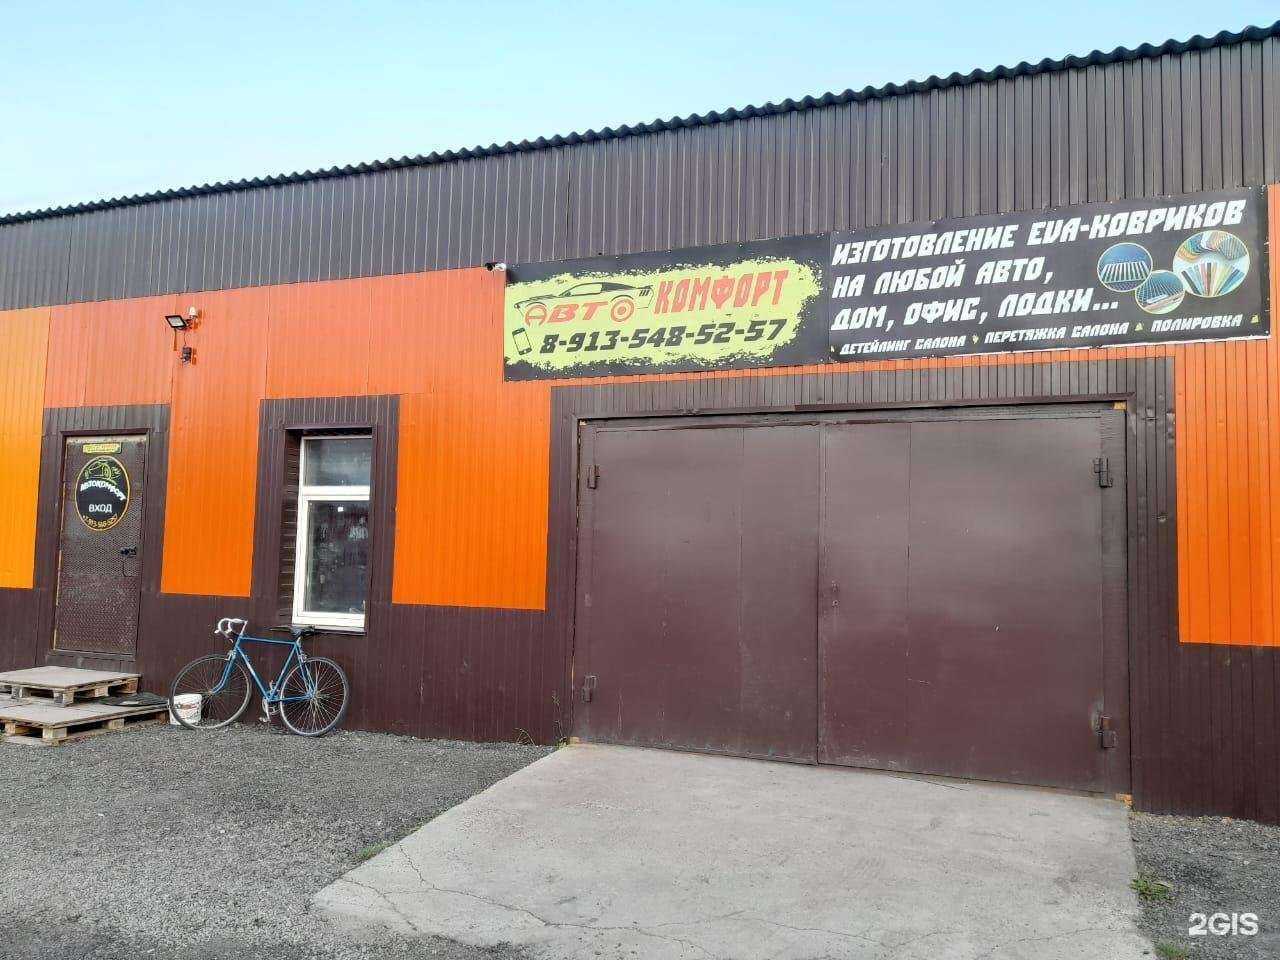 АВТО-КОМФОРТ
8-913-548-52-57
ИЗГОТОВЛЕНИЕ EVA-КОВРИКОВ
НА ЛЮБОЙ АВТО,
ДОМ, ОФИС, ЛОДКИ...
ДЕТЕЙЛИНГ САЛОНА ПЕРЕТЯЖКА САЛОНА ПОЛИРОВКА
АВТОКОМФОРТ
ВХОД
2GIS